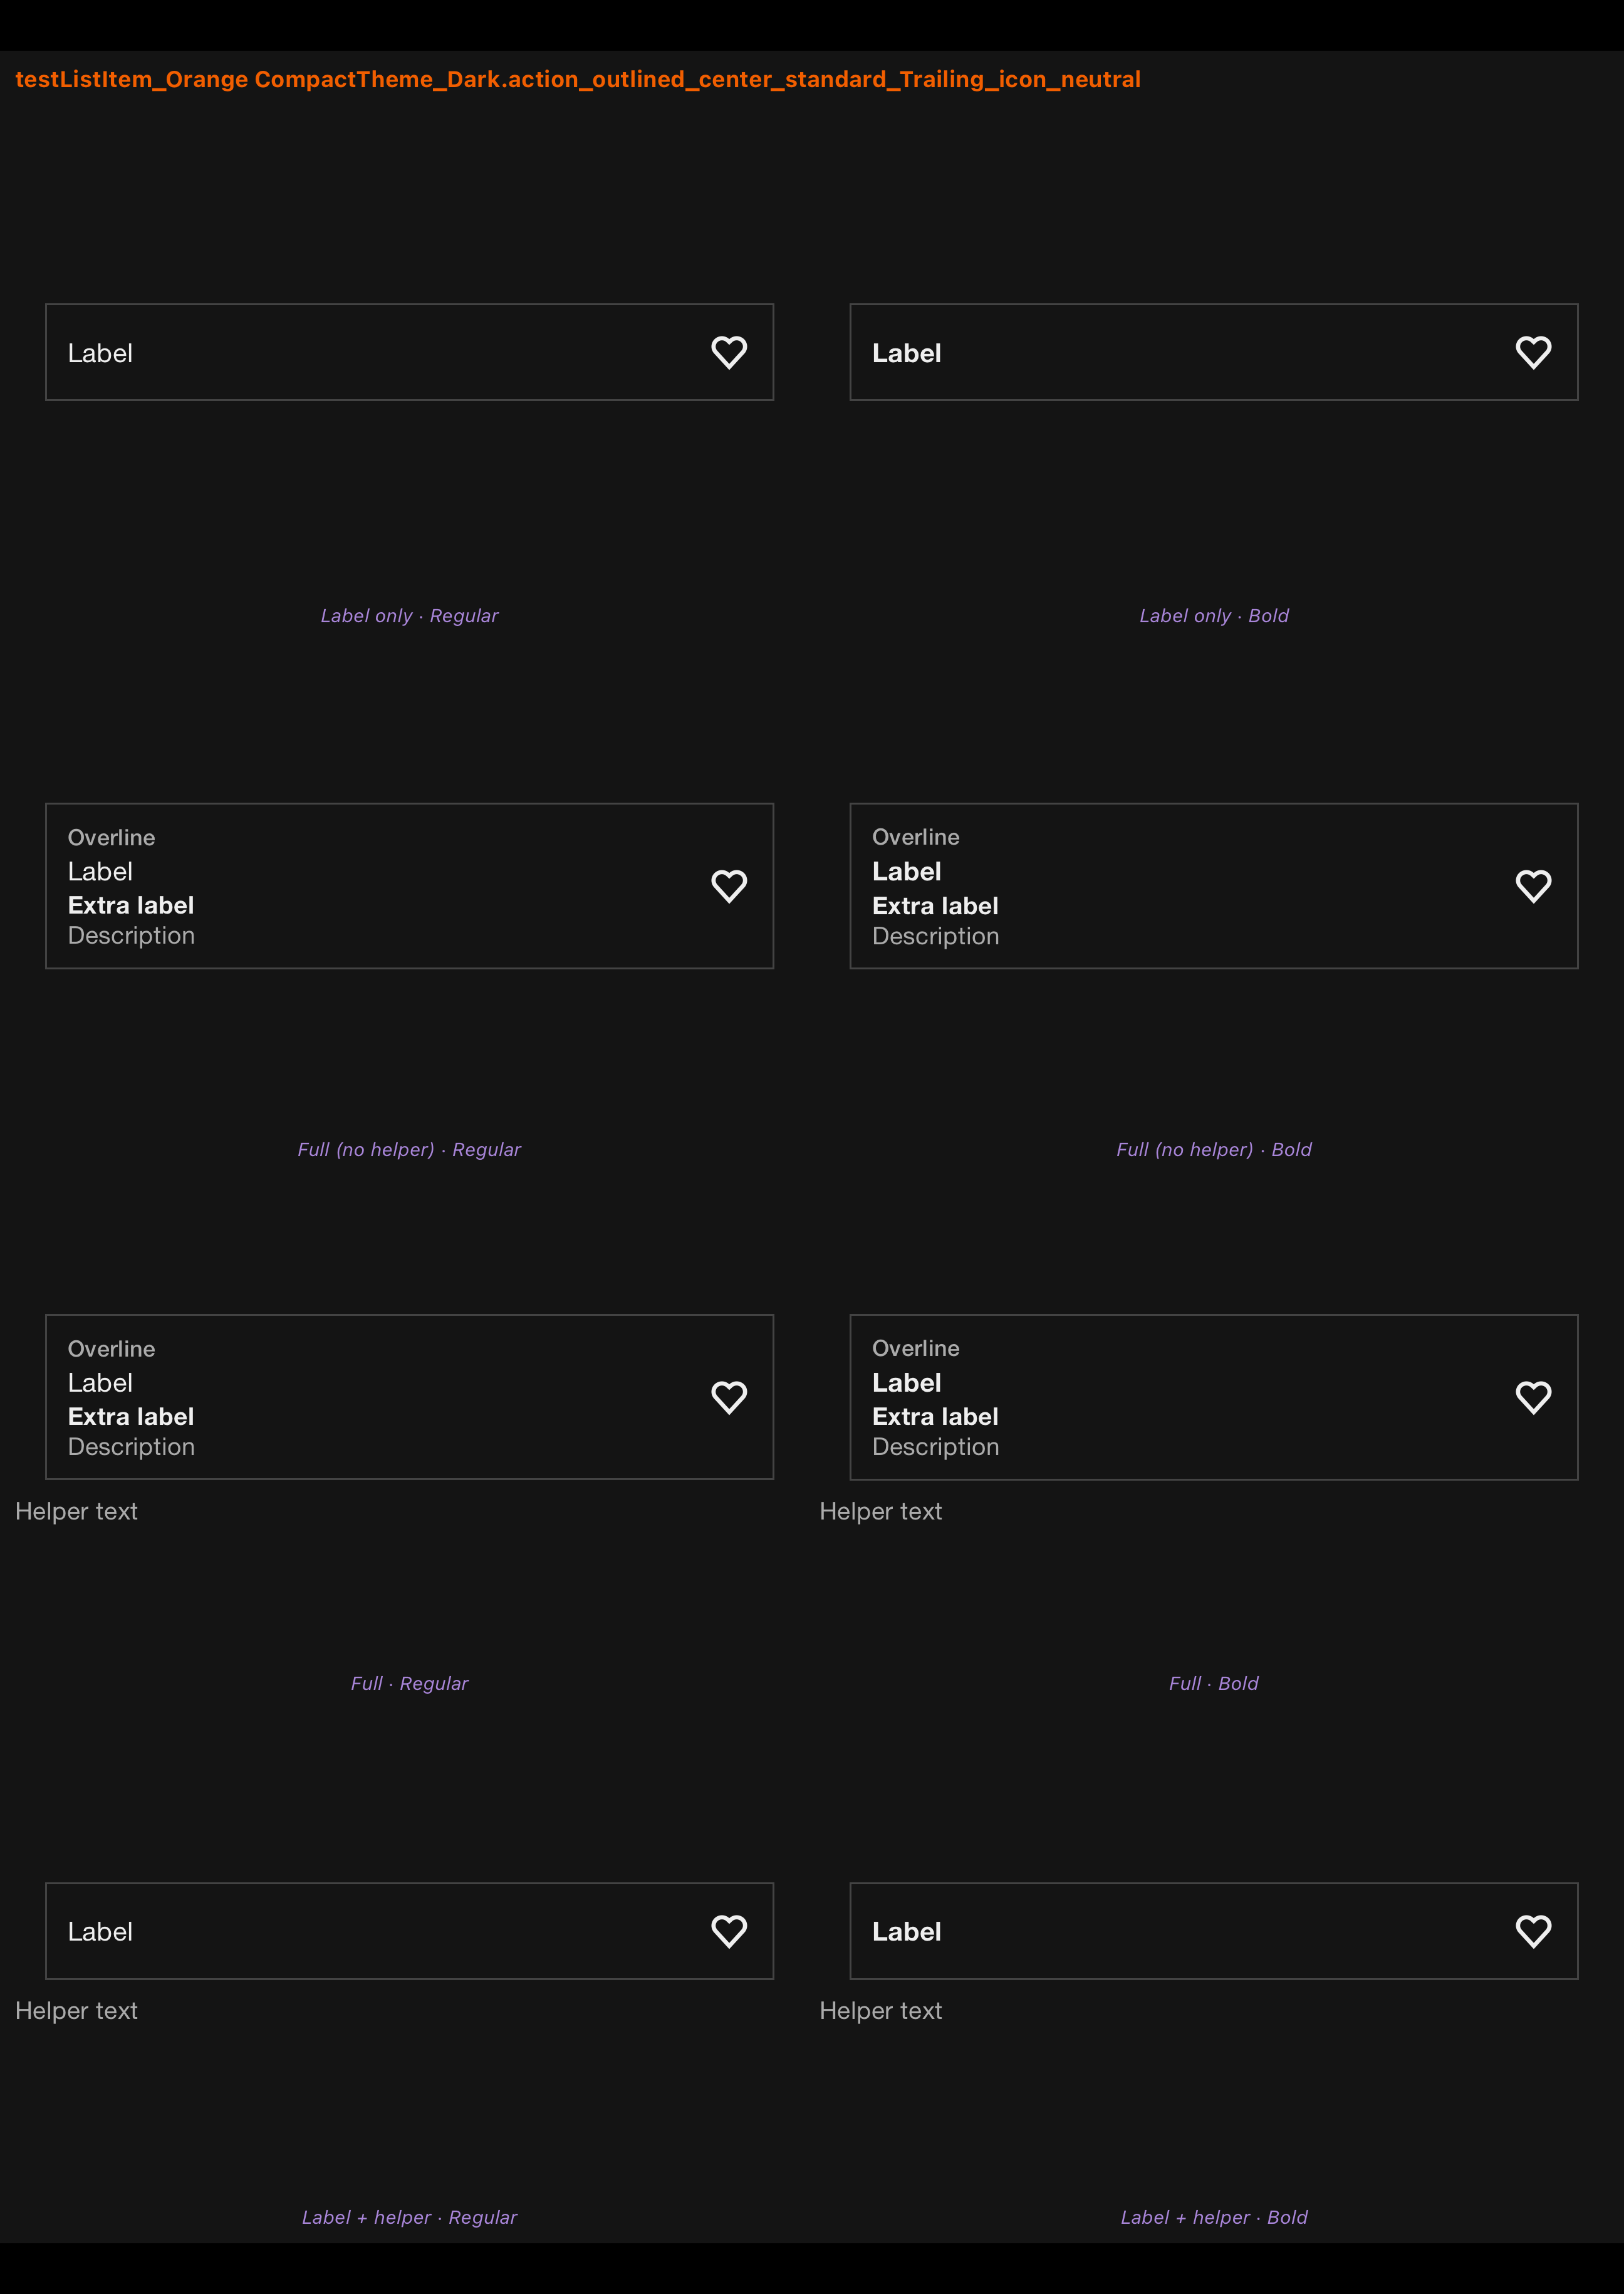 testListItem_Orange CompactTheme_Dark.action_outlined_center_standard_Trailing_icon_neutral
Label
Label
Label only · Regular
Label only · Bold
Overline
Label
Extra label
Description
Overline
Label
Extra label
Description
Full (no helper) · Regular
Full (no helper) · Bold
Overline
Label
Extra label
Description
Helper text
Overline
Label
Extra label
Description
Helper text
Full · Regular
Full · Bold
Label
Helper text
Label
Helper text
Label + helper · Regular
Label + helper · Bold